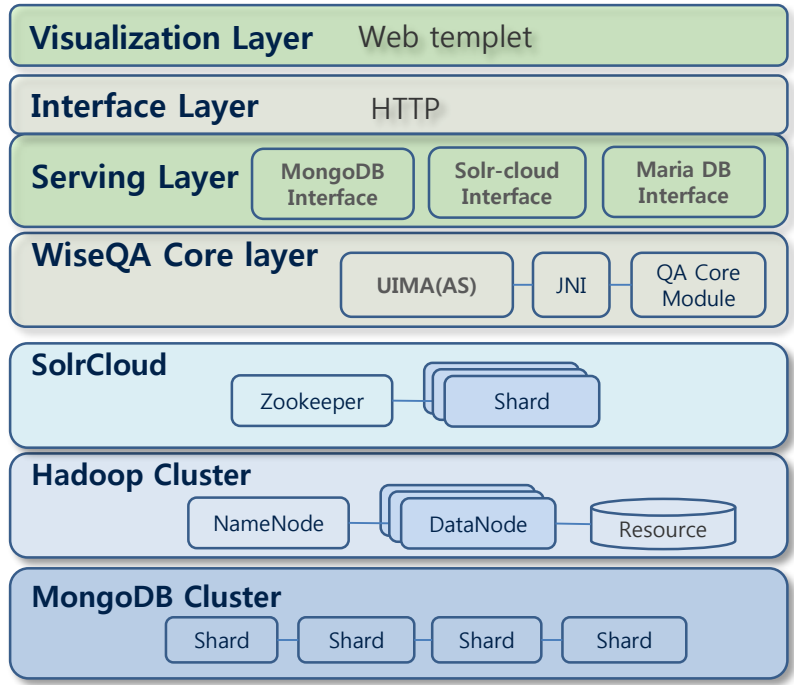 Visualization Layer Web templet
Interface Layer HTTP
Serving Layer
MongoDB
Interface
Solr-cloud
Interface
Maria DB
Interface
WiseQA Core layer
UIMA(AS)
JNI
QA Core
Module
SolrCloud
Zookeeper
Shard
Hadoop Cluster
NameNode
DataNode
Resource
MongoDB Cluster
Shard
Shard
Shard
Shard